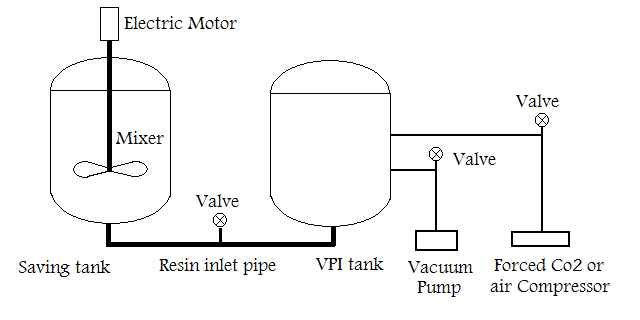 Electric Motor
Valve
Mixer
Valve
Valve
Saving tank
Resin inlet pipe
VPI tank
Vacuum
Pump
Forced Co2 or
air Compressor